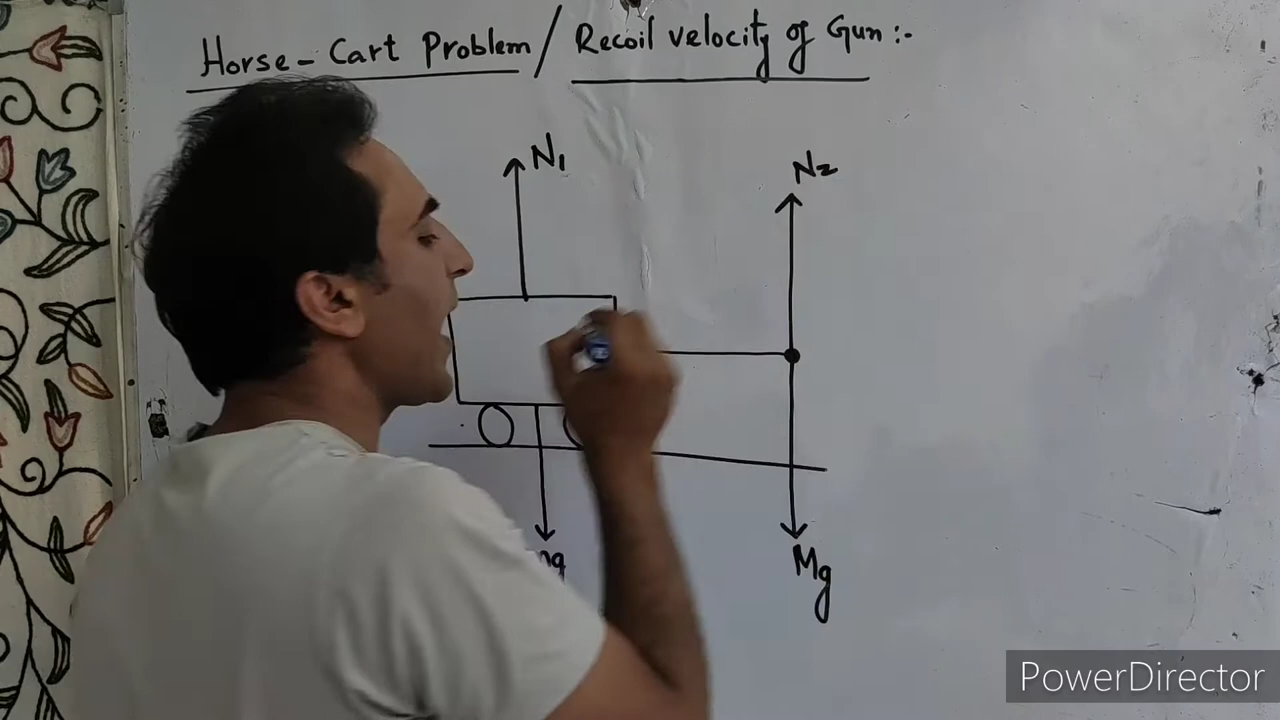 Horse-Cart Problem / Recoil velocity of Gun :-
N₁
N₂
mg
Mg
PowerDirector